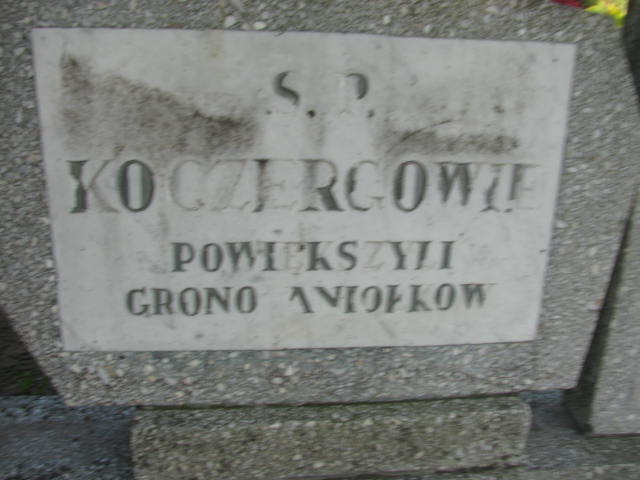 Ś. P.
KOCZERGOWIE
POWIĘKSZYLI
GRONO ANIOŁKÓW